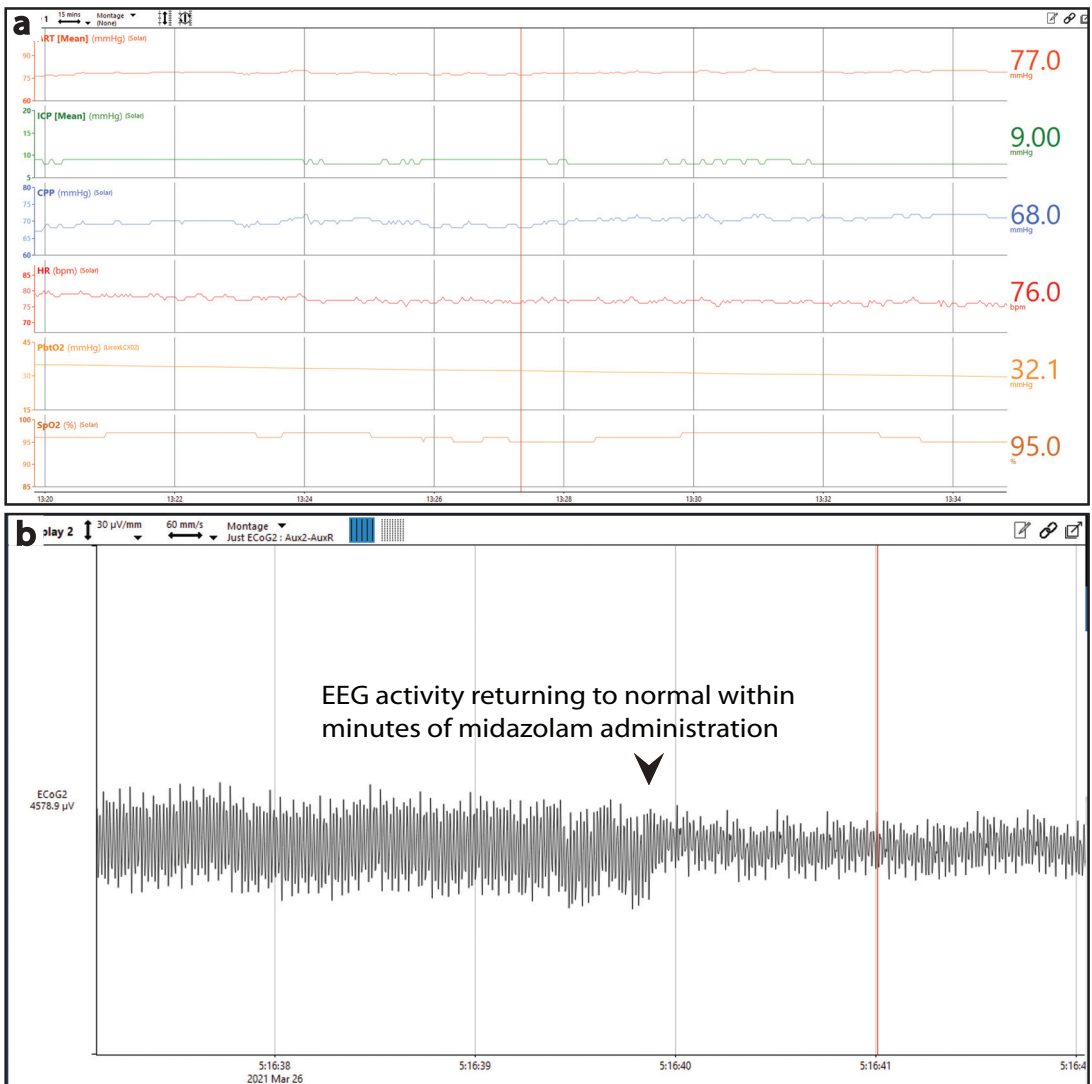 a
1
15 mins
Montage
(None)
ART [Mean] (mmHg) (Solar)
90
75
60
77.0
mmHg
20
ICP [Mean] (mmHg) (Solar)
15
10
5
9.00
mmHg
80
CPP (mmHg) (Solar)
75
70
65
60
68.0
mmHg
HR (bpm) (Solar)
85
80
75
70
76.0
bpm
45
PbtO2 (mmHg) (LicoxLCX02)
30
15
32.1
mmHg
100
SpO2 (%) (Solar)
95
90
85
95.0
%
13:20 13:22 13:24 13:26 13:28 13:30 13:32 13:34
b
play 2
30 µV/mm
60 mm/s
Montage
Just ECoG2 : Aux2-AuxR
EEG activity returning to normal within
minutes of midazolam administration
ECoG2
4578.9 µV
5:16:38 5:16:39 5:16:40 5:16:41 5:16:4
2021 Mar 26